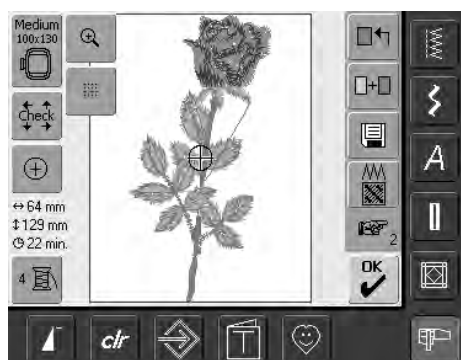 Medium
100x130
Check
↔ 64 mm
↕ 129 mm
22 min.
4
2
OK
A
clr